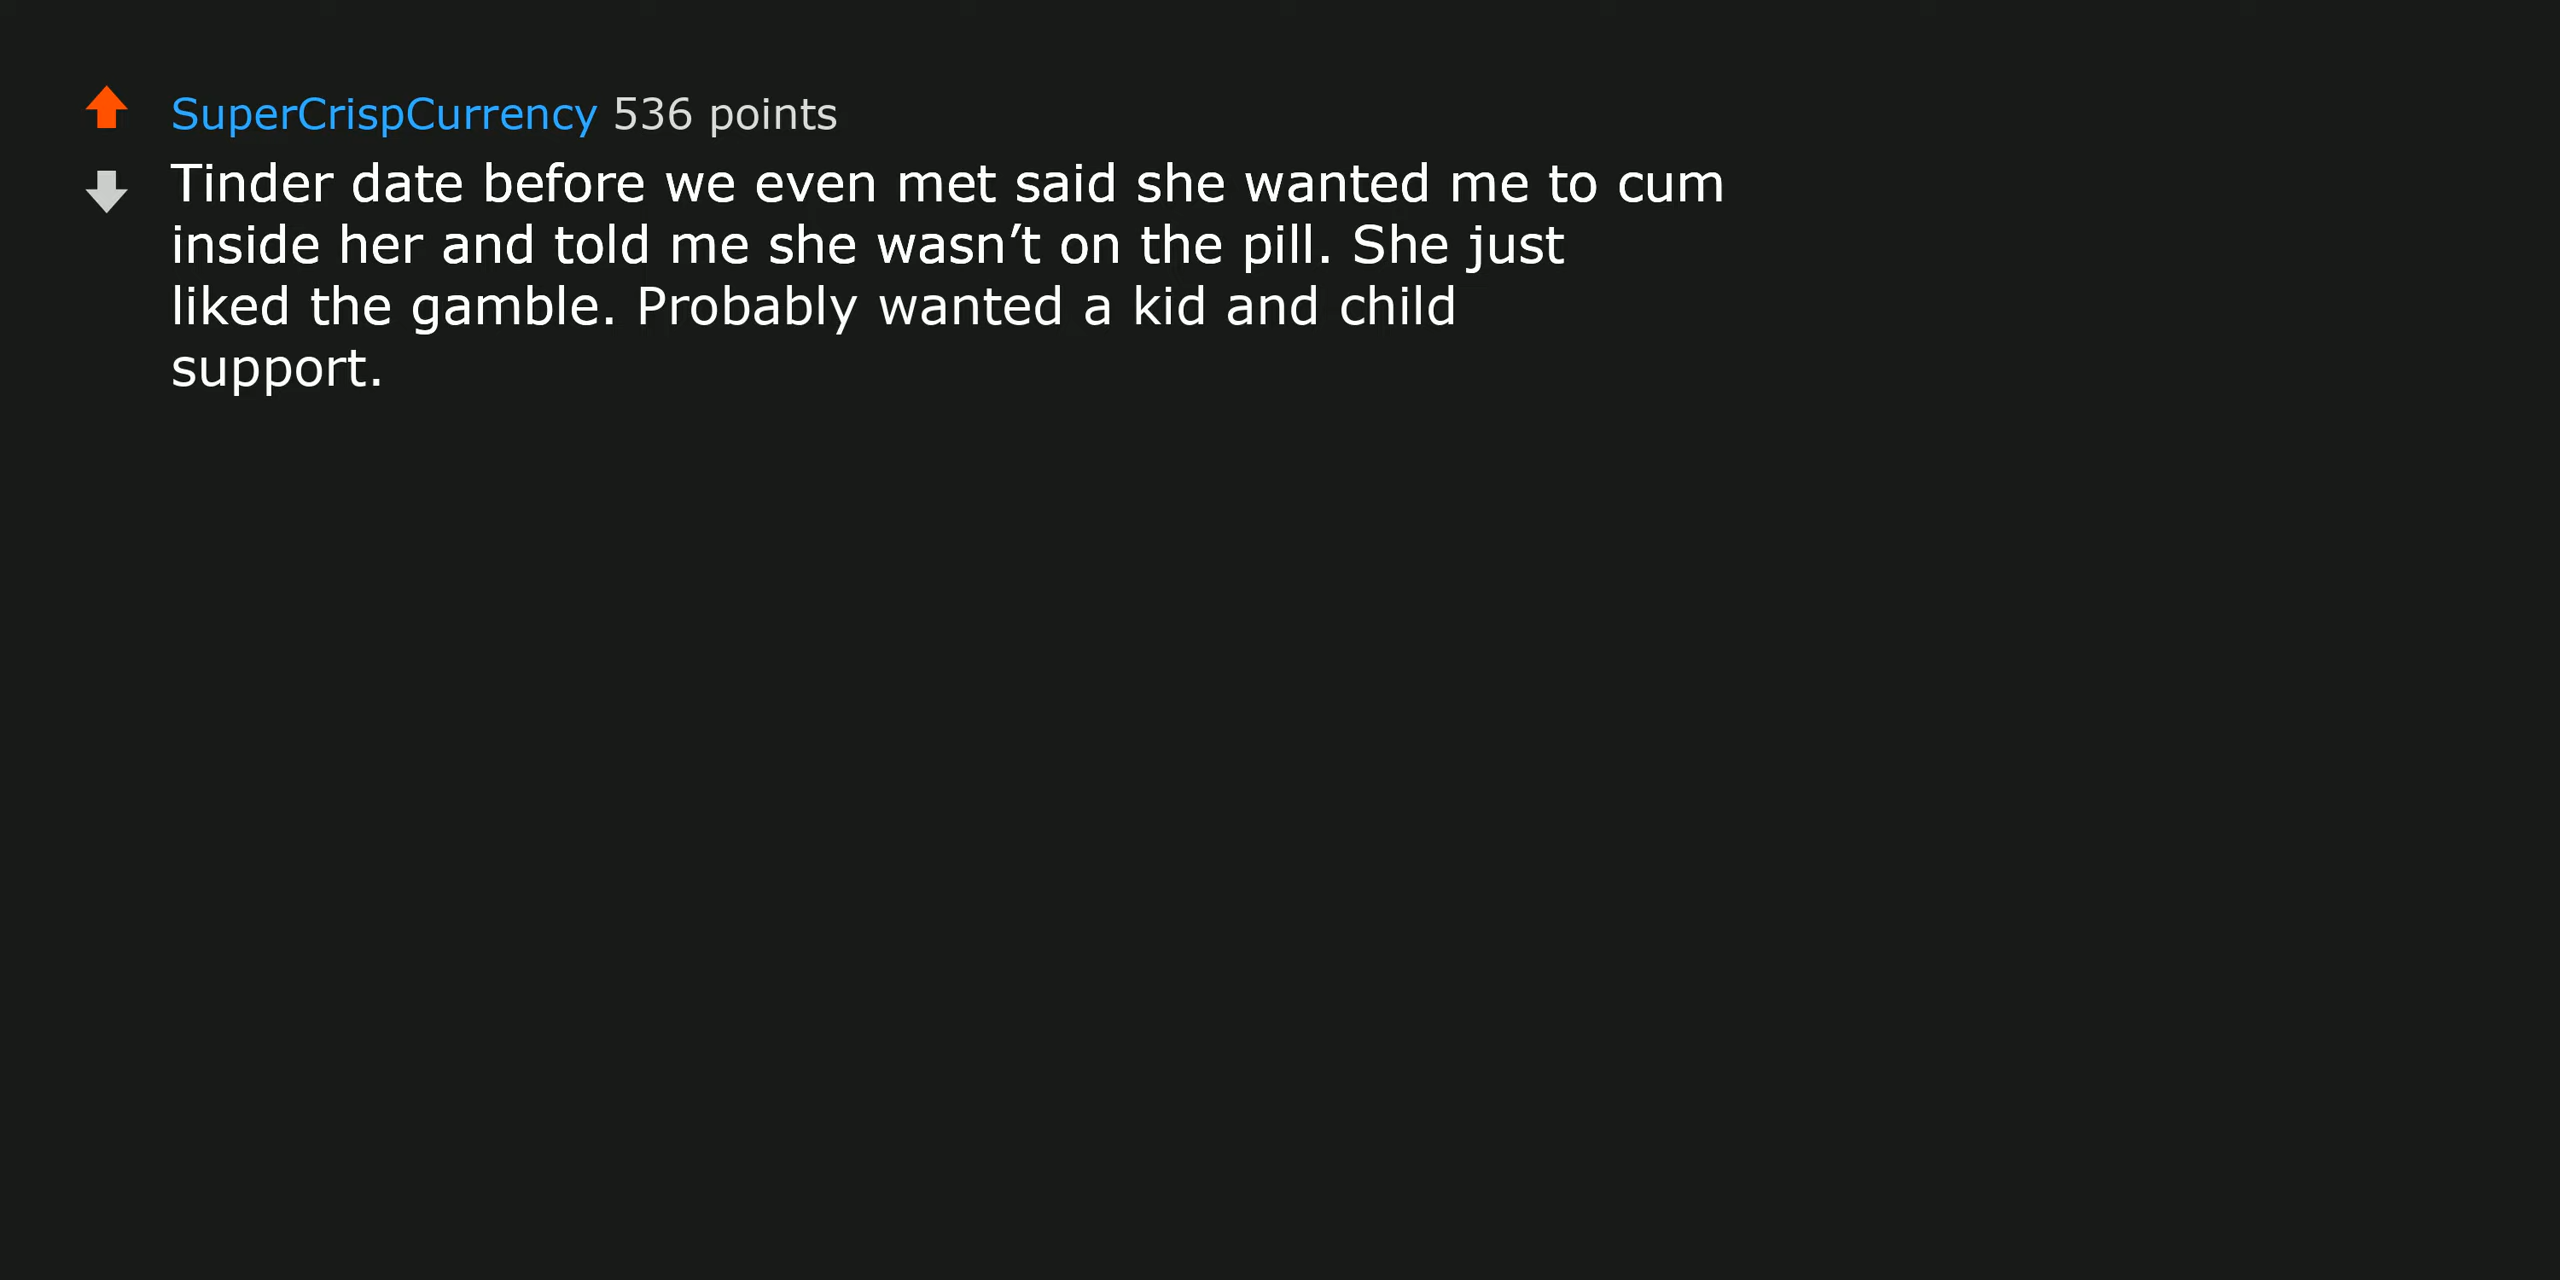 SuperCrispCurrency 536 points
Tinder date before we even met said she wanted me to cum
inside her and told me she wasn’t on the pill. She just
liked the gamble. Probably wanted a kid and child
support.